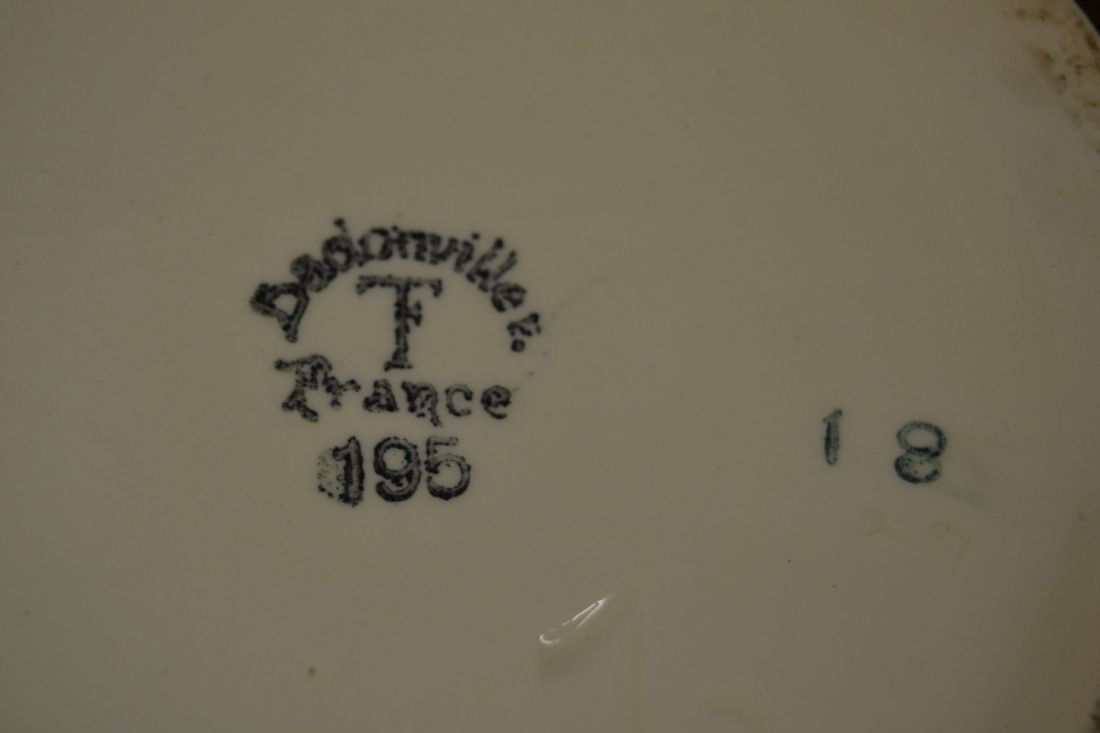 Badonviller.
T
France
195
1 8